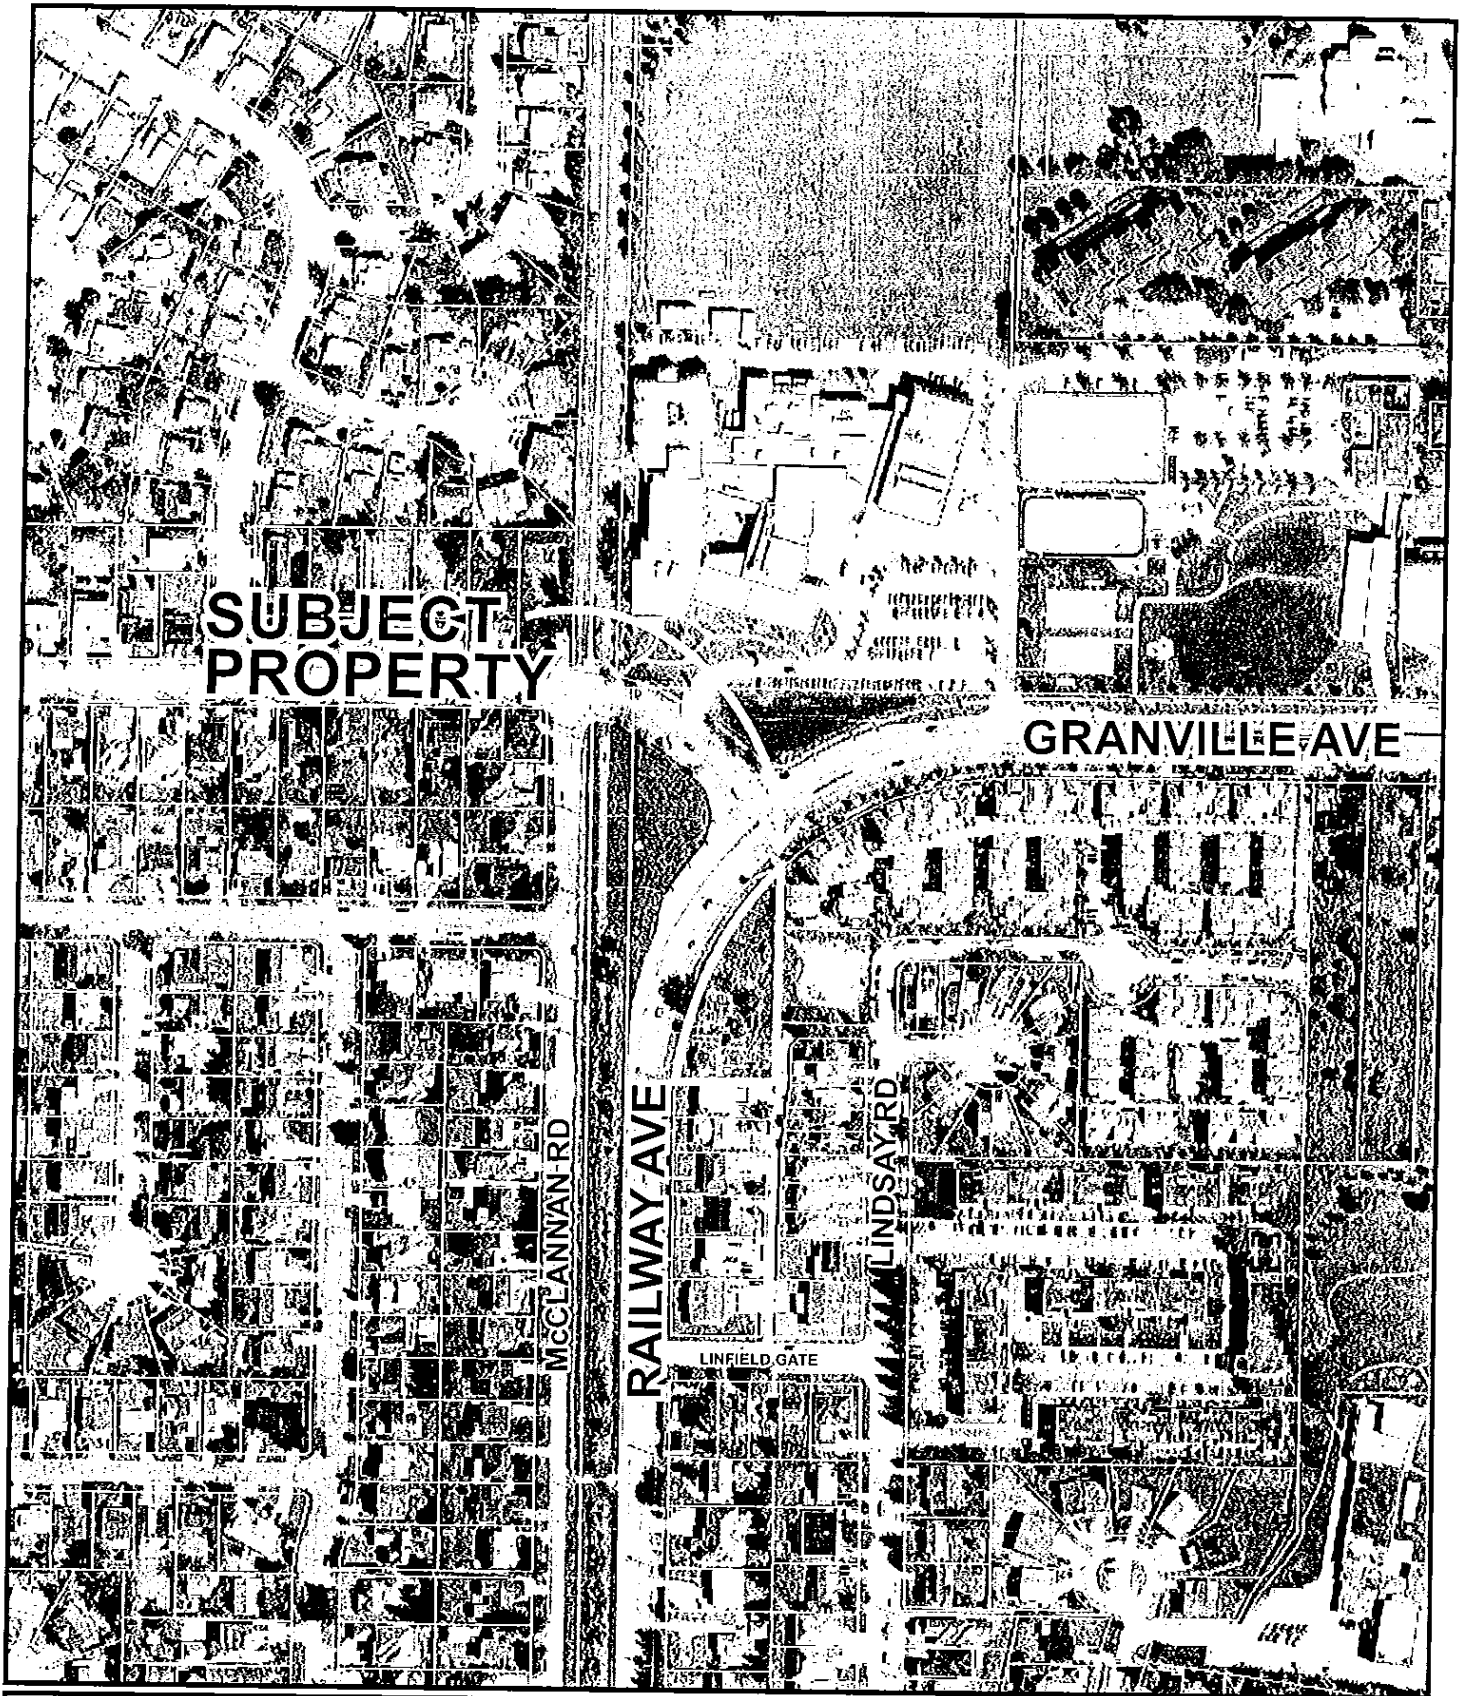 SUBJECT
PROPERTY
GRANVILLE AVE
McCLANNAN RD
RAILWAY AVE
LINDSAY RD
LINFIELD GATE